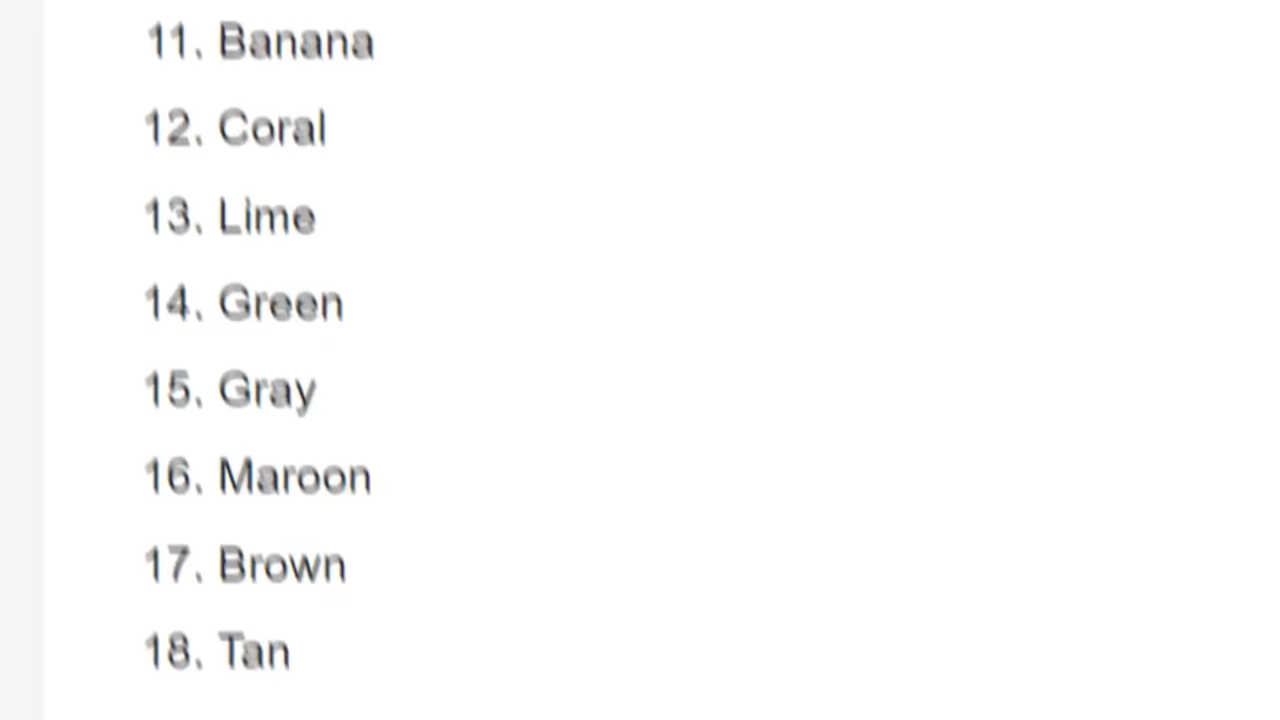 11. Banana
12. Coral
13. Lime
14. Green
15. Gray
16. Maroon
17. Brown
18. Tan